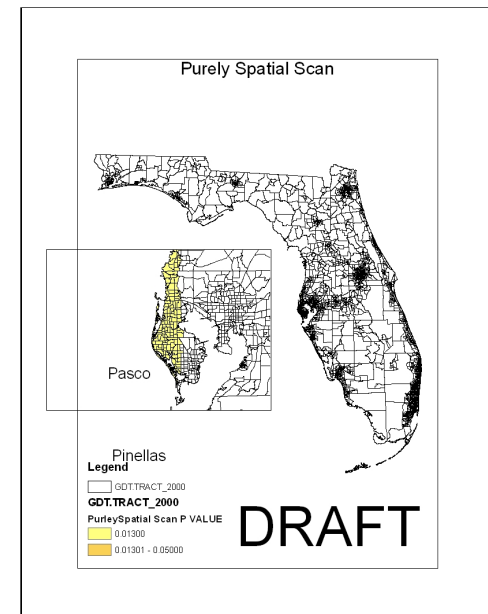 Purely Spatial Scan
Pasco
Pinellas
Legend
GDT.TRACT_2000
GDT.TRACT_2000
PurleySpatial Scan P VALUE
0.01300
0.01301 - 0.05000
DRAFT